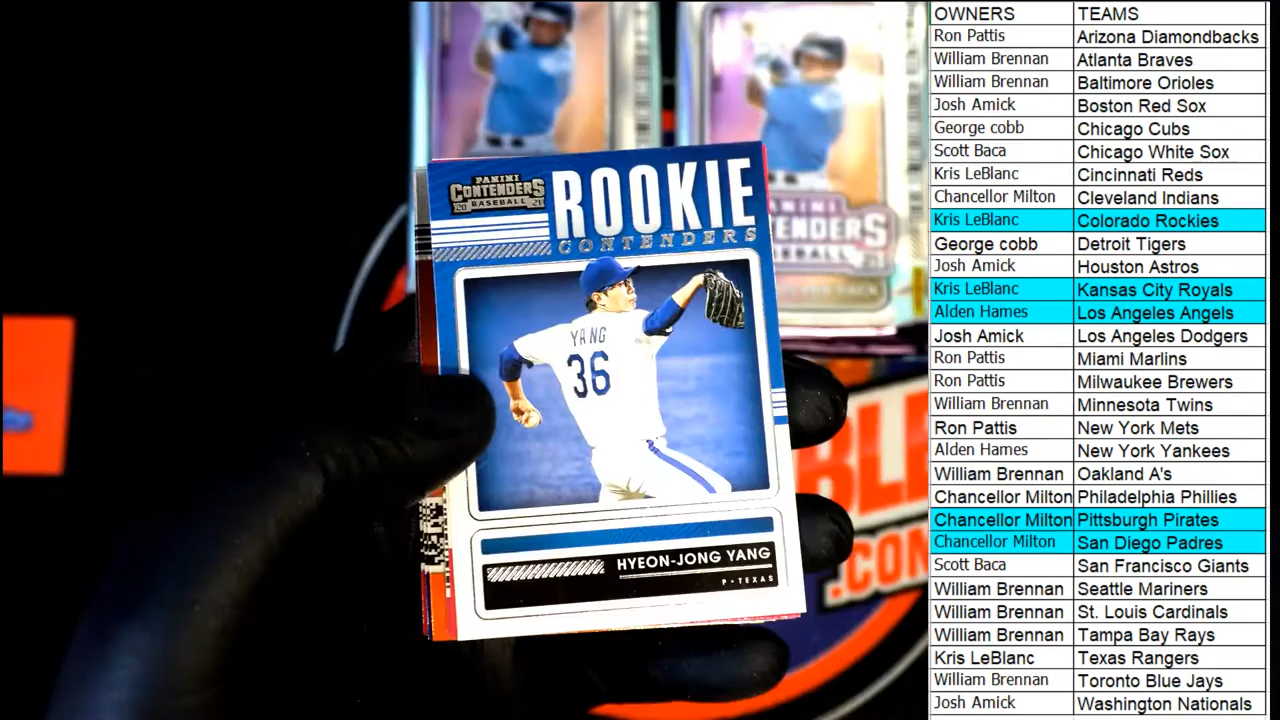 PANINI
CONTENDERS
BASEBALL
20 21
ROOKIE
CONTENDERS
YANG
36
HYEON-JONG YANG
P • TEXAS
.CON
OWNERS TEAMS
Ron Pattis Arizona Diamondbacks
William Brennan Atlanta Braves
William Brennan Baltimore Orioles
Josh Amick Boston Red Sox
George cobb Chicago Cubs
Scott Baca Chicago White Sox
Kris LeBlanc Cincinnati Reds
Chancellor Milton Cleveland Indians
Kris LeBlanc Colorado Rockies
George cobb Detroit Tigers
Josh Amick Houston Astros
Kris LeBlanc Kansas City Royals
Alden Hames Los Angeles Angels
Josh Amick Los Angeles Dodgers
Ron Pattis Miami Marlins
Ron Pattis Milwaukee Brewers
William Brennan Minnesota Twins
Ron Pattis New York Mets
Alden Hames New York Yankees
William Brennan Oakland A's
Chancellor Milton Philadelphia Phillies
Chancellor Milton Pittsburgh Pirates
Chancellor Milton San Diego Padres
Scott Baca San Francisco Giants
William Brennan Seattle Mariners
William Brennan St. Louis Cardinals
William Brennan Tampa Bay Rays
Kris LeBlanc Texas Rangers
William Brennan Toronto Blue Jays
Josh Amick Washington Nationals